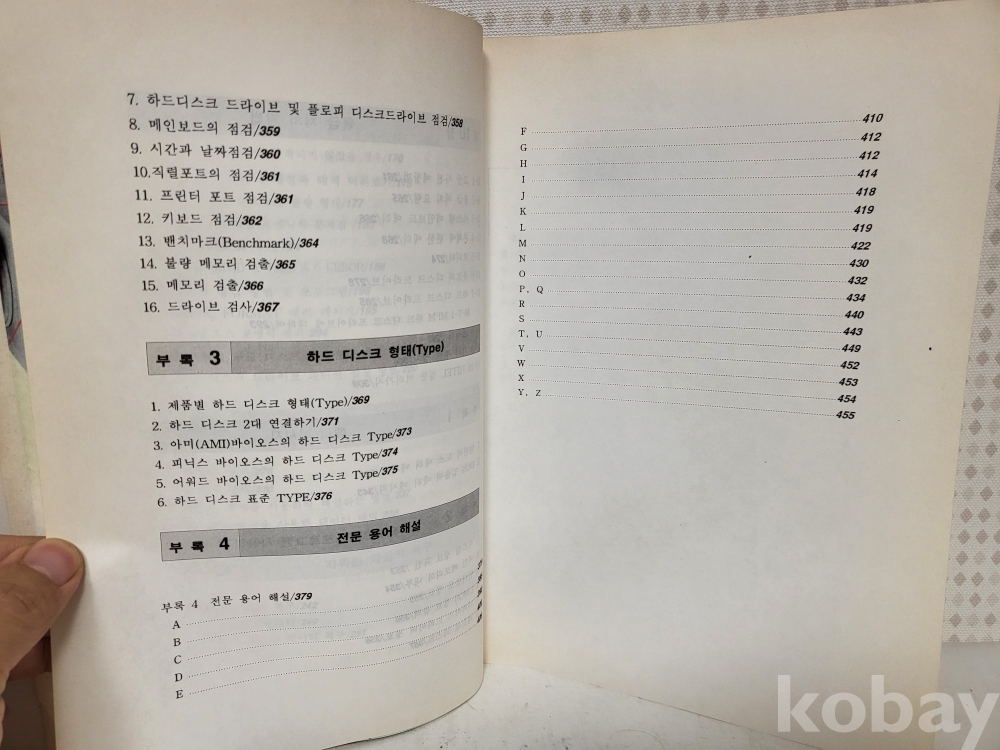 7. 하드디스크 드라이브 및 플로피 디스크드라이브 점검/358
8. 메인보드의 점검/359
9. 시간과 날짜점검/360
10.직렬포트의 점검/361
11. 프린터 포트 점검/361
12. 키보드 점검/362
13. 밴치마크(Benchmark)/364
14. 불량 메모리 검출/365
15. 메모리 검출/366
16. 드라이브 검사/367
부 록 3 하드 디스크 형태(Type)
1. 제품별 하드 디스크 형태(Type)/369
2. 하드 디스크 2대 연결하기/371
3. 아미(AMI)바이오스의 하드 디스크 Type/373
4. 피닉스 바이오스의 하드 디스크 Type/374
5. 어워드 바이오스의 하드 디스크 Type/375
6. 하드 디스크 표준 TYPE/376
부 록 4 전문 용어 해설
부록 4 전문 용어 해설/379
A
B
C
D
E
F 410
G 412
H 412
I 414
J 418
K 419
L 419
M 422
N 430
O 432
P, Q 434
R 440
S 443
T, U 449
V 452
W 453
X 454
Y, Z 455
kobay